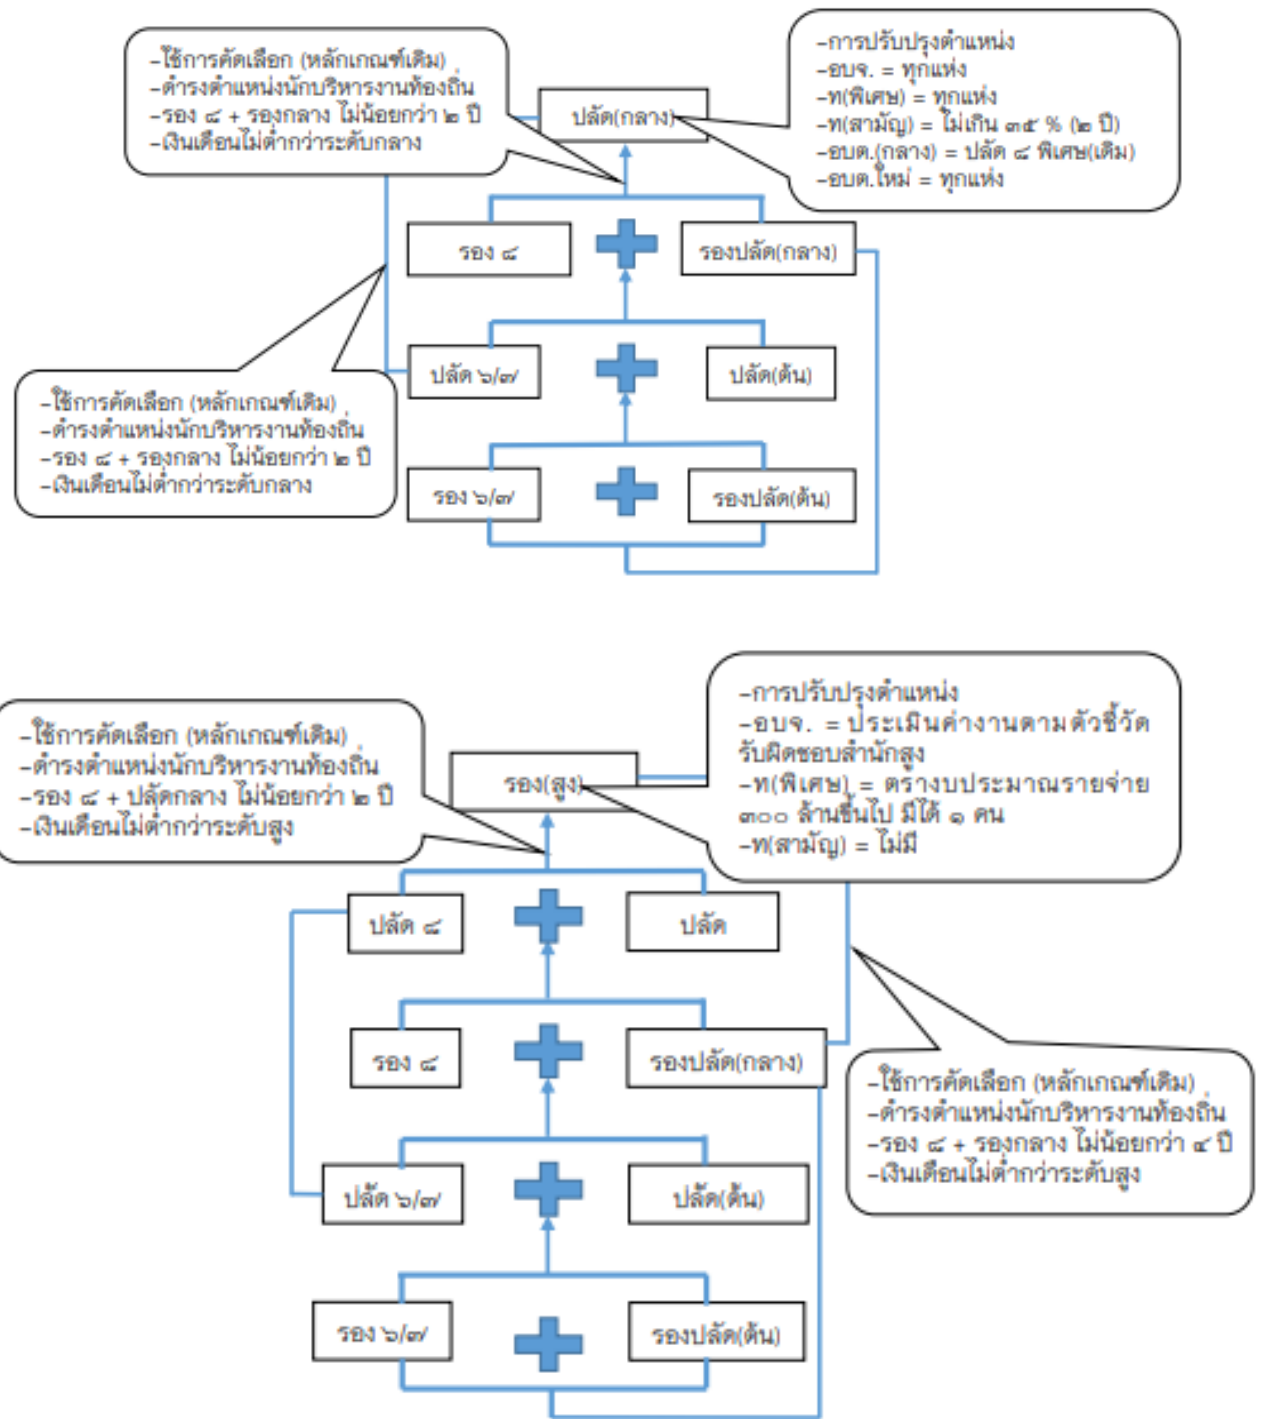 -ใช้การคัดเลือก (หลักเกณฑ์เดิม)
-ดำรงตำแหน่งนักบริหารงานท้องถิ่น
-รอง ๘ + รองกลาง ไม่น้อยกว่า ๒ ปี
-เงินเดือนไม่ต่ำกว่าระดับกลาง
ปลัด(กลาง)
-การปรับปรุงตำแหน่ง
-อบจ. = ทุกแห่ง
-ท(พิเศษ) = ทุกแห่ง
-ท(สามัญ) = ไม่เกิน ๓๕ % (๒ ปี)
-อบต.(กลาง) = ปลัด ๘ พิเศษ(เดิม)
-อบต.ใหม่ = ทุกแห่ง
รอง ๘
รองปลัด(กลาง)
ปลัด ๖/๗
ปลัด(ต้น)
-ใช้การคัดเลือก (หลักเกณฑ์เดิม)
-ดำรงตำแหน่งนักบริหารงานท้องถิ่น
-รอง ๘ + รองกลาง ไม่น้อยกว่า ๒ ปี
-เงินเดือนไม่ต่ำกว่าระดับกลาง
รอง ๖/๗
รองปลัด(ต้น)
-ใช้การคัดเลือก (หลักเกณฑ์เดิม)
-ดำรงตำแหน่งนักบริหารงานท้องถิ่น
-รอง ๘ + ปลัดกลาง ไม่น้อยกว่า ๒ ปี
-เงินเดือนไม่ต่ำกว่าระดับสูง
รอง(สูง)
-การปรับปรุงตำแหน่ง
-อบจ. = ประเมินค่างานตามตัวชี้วัด
รับผิดชอบสำนักสูง
-ท(พิเศษ) = ตรางบประมาณรายจ่าย
๓๐๐ ล้านขึ้นไป มีได้ ๑ คน
-ท(สามัญ) = ไม่มี
ปลัด ๘
ปลัด
รอง ๘
รองปลัด(กลาง)
-ใช้การคัดเลือก (หลักเกณฑ์เดิม)
-ดำรงตำแหน่งนักบริหารงานท้องถิ่น
-รอง ๘ + รองกลาง ไม่น้อยกว่า ๔ ปี
-เงินเดือนไม่ต่ำกว่าระดับสูง
ปลัด ๖/๗
ปลัด(ต้น)
รอง ๖/๗
รองปลัด(ต้น)